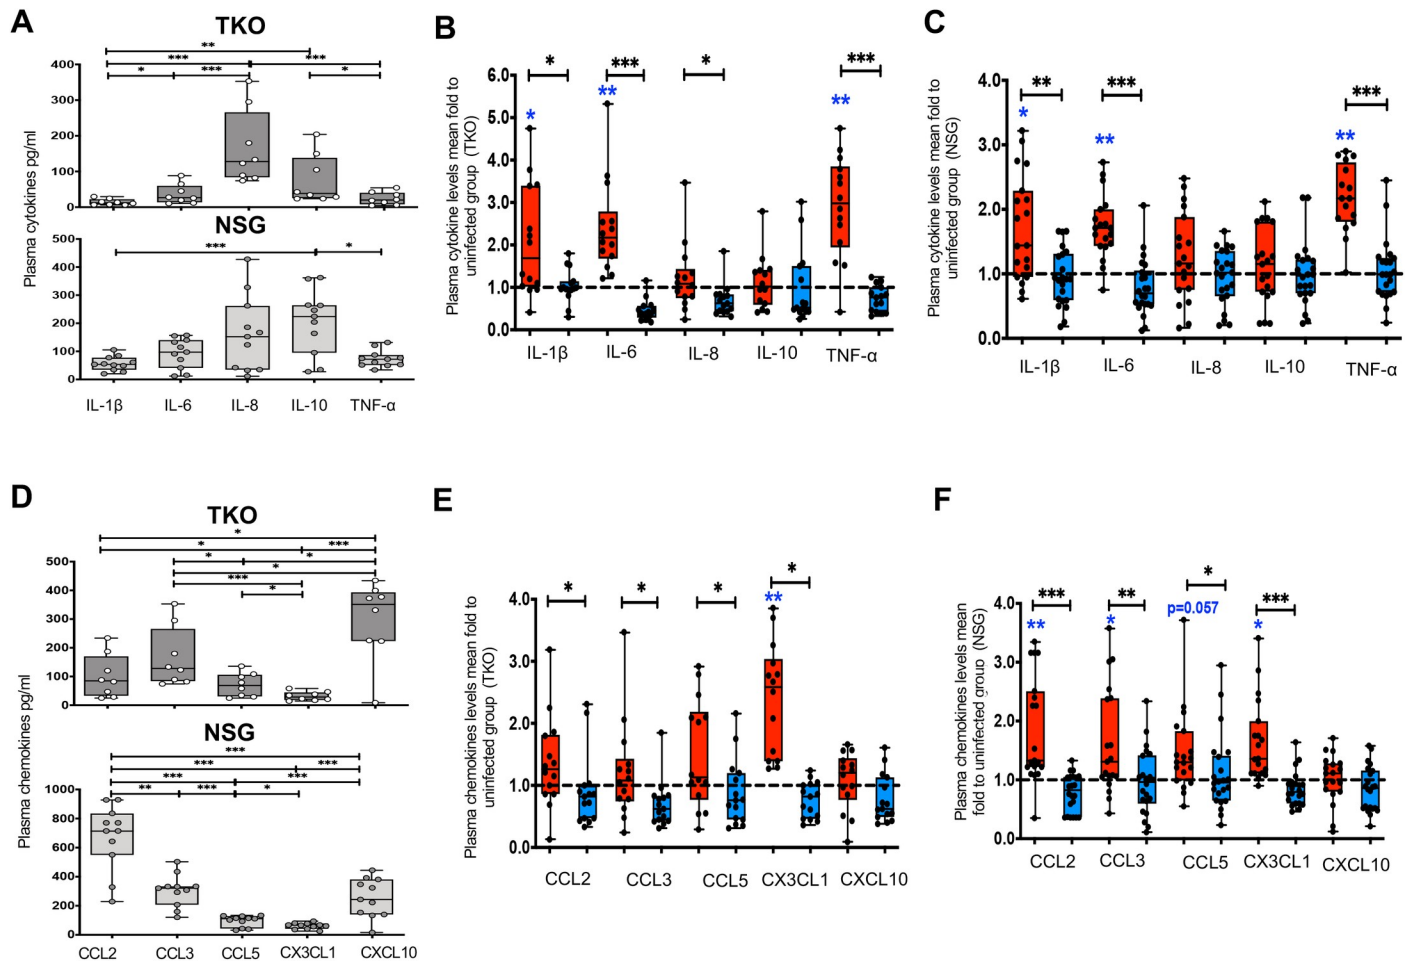 A
TKO
**
*** ***
* *** *
400
300
200
100
0
NSG
*** *
500
400
300
200
100
0
Plasma cytokines pg/ml
IL-1β IL-6 IL-8 IL-10 TNF-α
B
Plasma cytokine levels mean fold to
uninfected group (TKO)
6.0
5.0
4.0
3.0
2.0
1.0
0.0
* *** * ***
* ** **
IL-1β IL-6 IL-8 IL-10 TNF-α
C
Plasma cytokine levels mean fold to
uninfected group (NSG)
4.0
3.0
2.0
1.0
0.0
** *** ***
* ** **
IL-1β IL-6 IL-8 IL-10 TNF-α
D
TKO
*
* ***
* *
*
***
*
500
400
300
200
100
0
NSG
***
*** ***
*** ***
** *** *
1000
800
600
400
200
0
Plasma chemokines pg/ml
CCL2 CCL3 CCL5 CX3CL1 CXCL10
E
Plasma chemokines levels mean fold to
uninfected group (TKO)
4.0
3.0
2.0
1.0
0.0
* * * *
**
CCL2 CCL3 CCL5 CX3CL1 CXCL10
F
Plasma chemokines levels mean
fold to uninfected group (NSG)
4.0
3.0
2.0
1.0
0.0
*** ** * ***
** * p=0.057 *
CCL2 CCL3 CCL5 CX3CL1 CXCL10